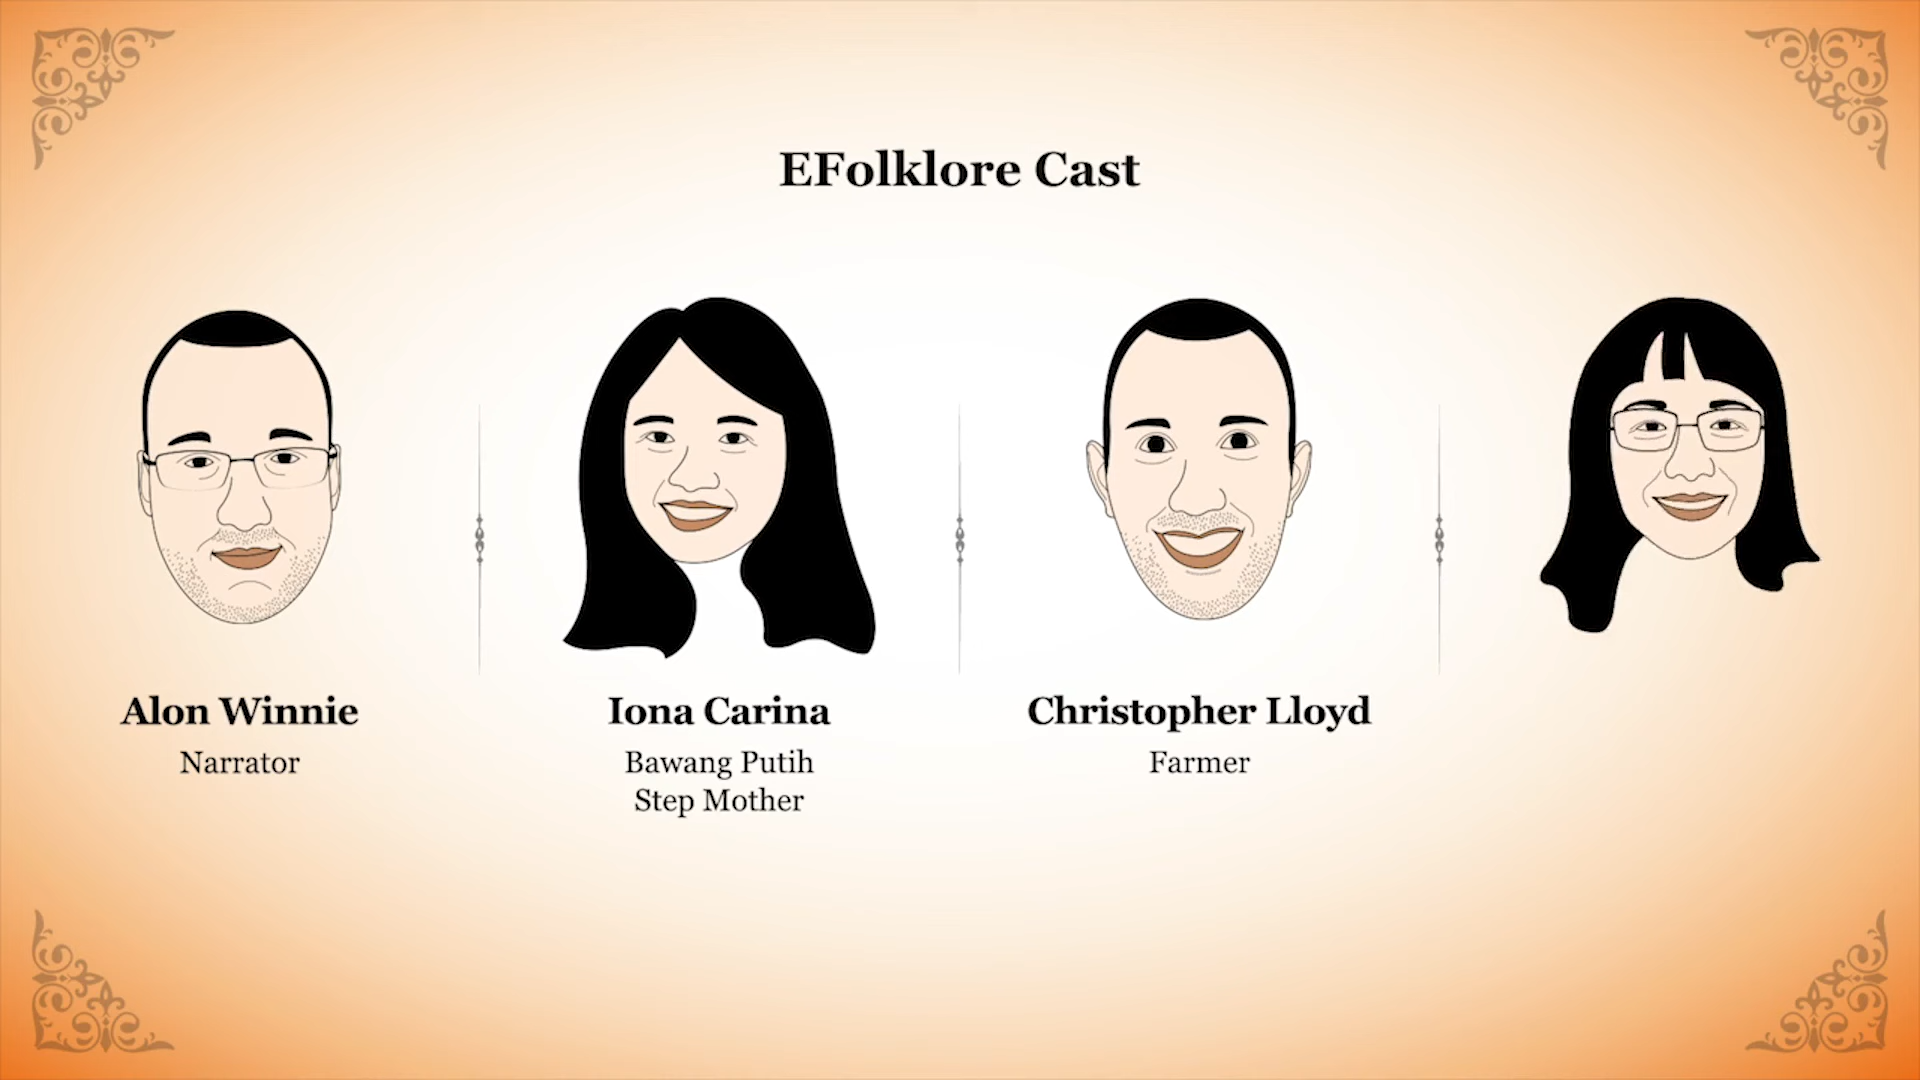 EFolklore Cast
Alon Winnie
Narrator
Iona Carina
Bawang Putih
Step Mother
Christopher Lloyd
Farmer